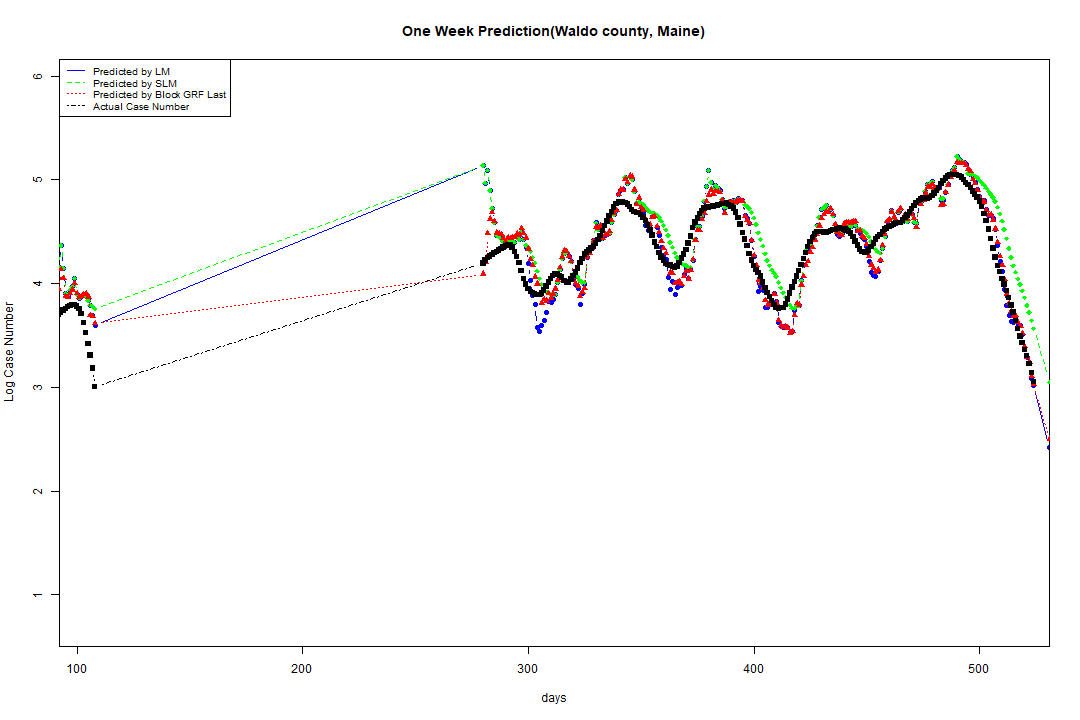 One Week Prediction(Waldo county, Maine)
Predicted by LM
Predicted by SLM
Predicted by Block GRF Last
Actual Case Number
6
5
4
3
2
1
Log Case Number
100 200 300 400 500
days